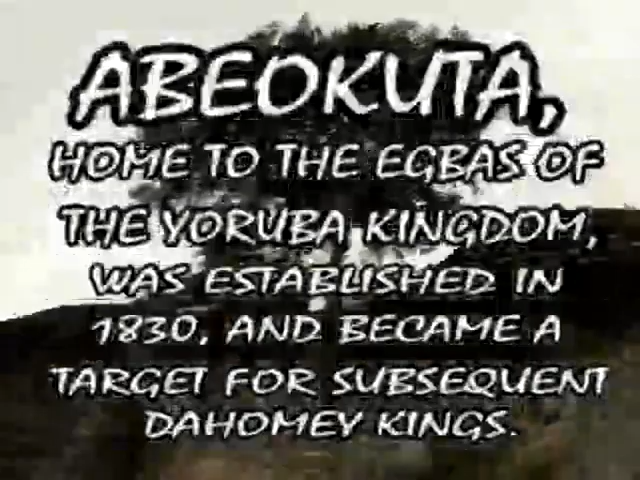 ABEOKUTA,
HOME TO THE EGBAS OF
THE YORUBA KINGDOM,
WAS ESTABLISHED IN
1830, AND BECAME A
TARGET FOR SUBSEQUENT
DAHOMEY KINGS.